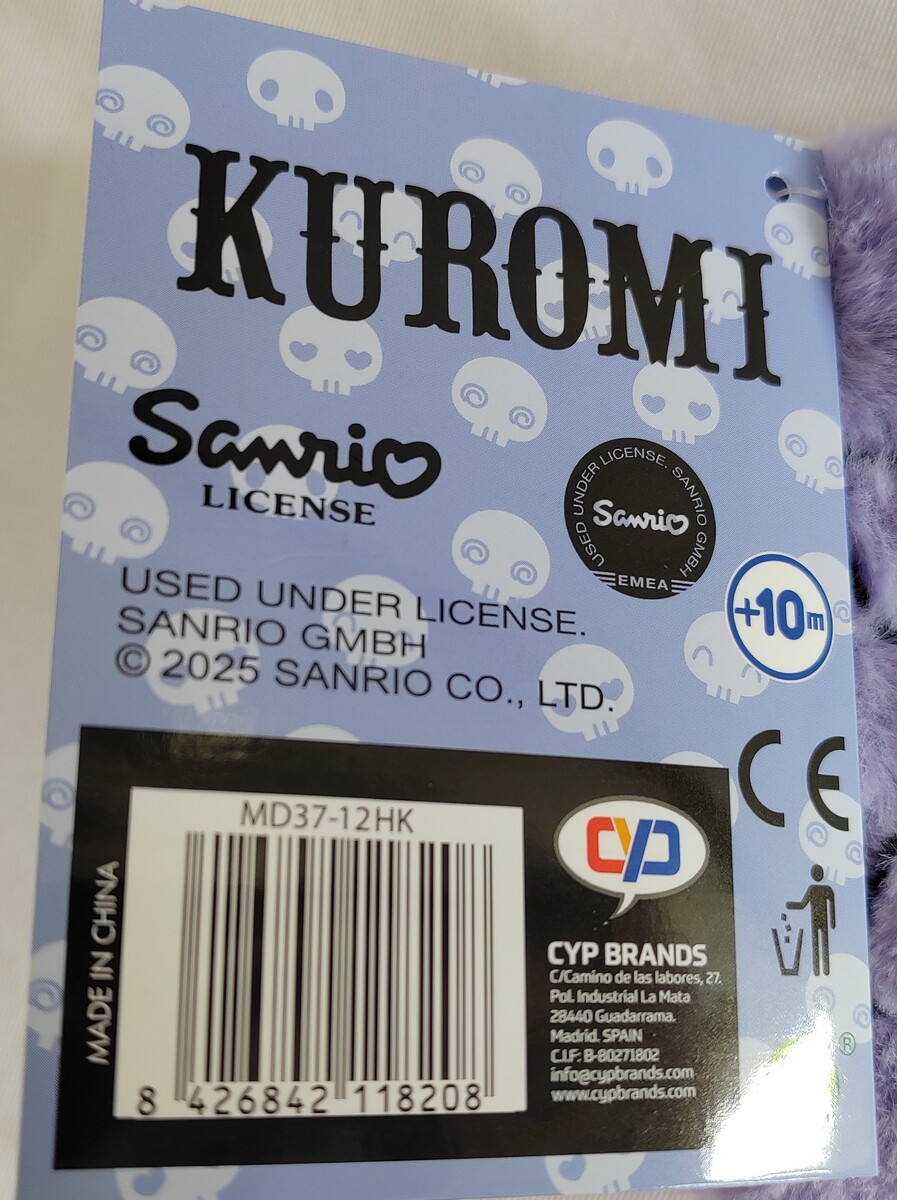 KUROMI
Sanrio
LICENSE
USED UNDER LICENSE. SANRIO GMBH
Sanrio
EMEA
+10m
USED UNDER LICENSE.
SANRIO GMBH
© 2025 SANRIO CO., LTD.
CE
MADE IN CHINA
MD37-12HK
8 426842 118208
CYP
CYP BRANDS
C/Camino de las labores, 27.
Pol. Industrial La Mata
28440 Guadarrama.
Madrid. SPAIN
C.I.F: B-80271802
info@cypbrands.com
www.cypbrands.com
®